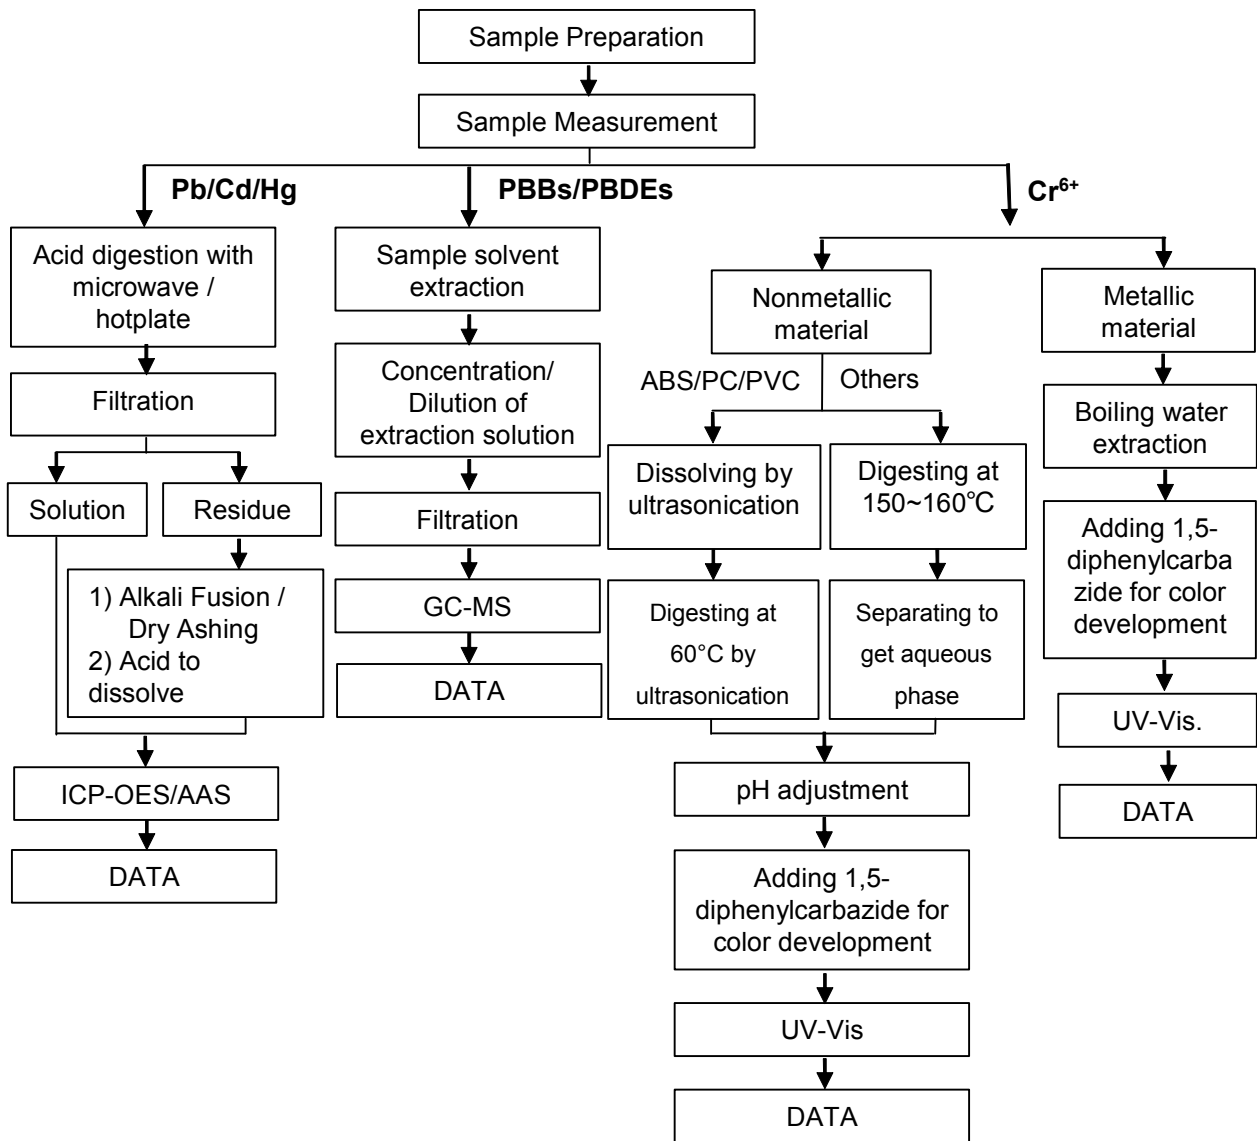 Sample Preparation
Sample Measurement
Pb/Cd/Hg
Acid digestion with
microwave /
hotplate
Filtration
Solution
Residue
1) Alkali Fusion /
Dry Ashing
2) Acid to
dissolve
ICP-OES/AAS
DATA
PBBs/PBDEs
Sample solvent
extraction
Concentration/
Dilution of
extraction solution
Filtration
GC-MS
DATA
Cr⁶⁺
Nonmetallic
material
ABS/PC/PVC
Others
Dissolving by
ultrasonication
Digesting at
60°C by
ultrasonication
Digesting at
150~160℃
Separating to
get aqueous
phase
pH adjustment
Adding 1,5-
diphenylcarbazide for
color development
UV-Vis
DATA
Metallic
material
Boiling water
extraction
Adding 1,5-
diphenylcarba
zide for color
development
UV-Vis.
DATA